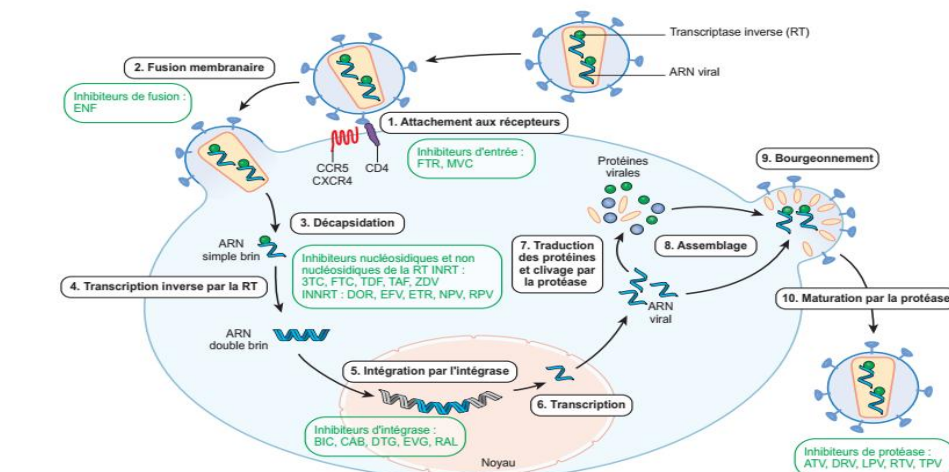 Transcriptase inverse (RT)
ARN viral
2. Fusion membranaire
Inhibiteurs de fusion :
ENF
1. Attachement aux récepteurs
CCR5
CXCR4
CD4
Inhibiteurs d'entrée :
FTR, MVC
Protéines
virales
9. Bourgeonnement
3. Décapsidation
ARN
simple brin
Inhibiteurs nucléosidiques et non
nucléosidiques de la RT INRT :
3TC, FTC, TDF, TAF, ZDV
INNRT : DOR, EFV, ETR, NPV, RPV
7. Traduction
des protéines
et clivage par
la protéase
8. Assemblage
4. Transcription inverse par la RT
ARN
viral
10. Maturation par la protéase
ARN
double brin
5. Intégration par l'intégrase
6. Transcription
Inhibiteurs d'intégrase :
BIC, CAB, DTG, EVG, RAL
Noyau
Inhibiteurs de protéase :
ATV, DRV, LPV, RTV, TPV